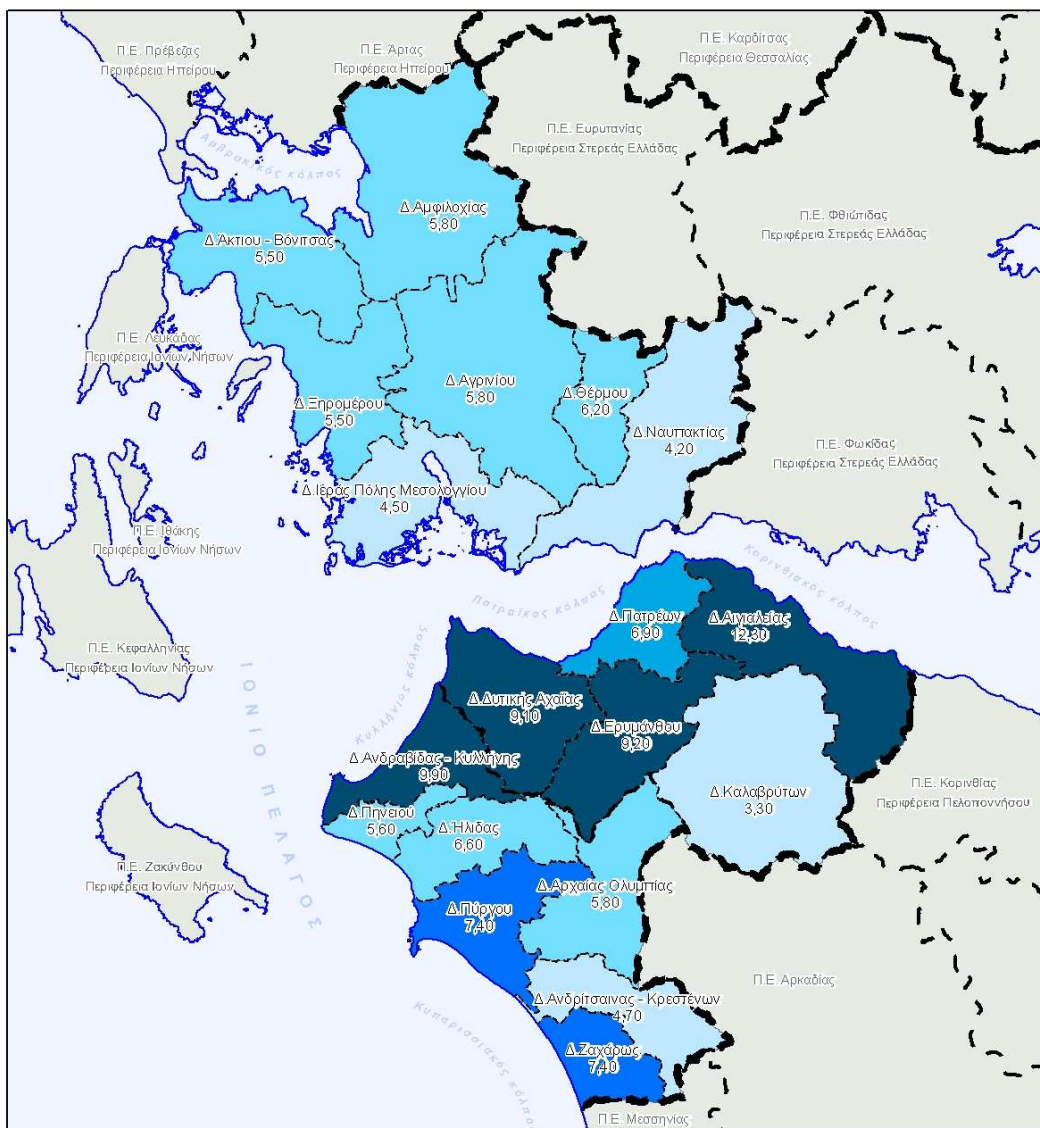 Π.Ε. Πρέβεζας
Περιφέρεια Ηπείρου
Π.Ε. Άρτας
Περιφέρεια Ηπείρου
Π.Ε. Καρδίτσας
Περιφέρεια Θεσσαλίας
Αμβρακικός κόλπος
Π.Ε. Ευρυτανίας
Περιφέρεια Στερεάς Ελλάδας
Δ.Αμφιλοχίας
5,80
Π.Ε. Φθιώτιδας
Περιφέρεια Στερεάς Ελλάδας
Δ.Ακτιου - Βόνιτσας
5,50
Π.Ε. Λευκάδας
Περιφέρεια Ιονίων Νήσων
Δ.Αγρινίου
5,80
Δ.Θέρμου
6,20
Δ.Ξηρομέρου
5,50
Δ.Ναυπακτίας
4,20
Π.Ε. Φωκίδας
Περιφέρεια Στερεάς Ελλάδας
Δ.Ιεράς Πόλης Μεσολογγίου
4,50
Π.Ε. Ιθάκης
Περιφέρεια Ιονίων Νήσων
Κορινθιακός κόλπος
Πατραϊκός κόλπος
Δ.Πατρέων
6,90
Δ.Αιγιαλείας
12,30
Π.Ε. Κεφαλληνίας
Περιφέρεια Ιονίων Νήσων
Κυλλήνιος κόλπος
Δ.Δυτικής Αχαΐας
9,10
Δ.Ερυμάνθου
9,20
ΙΟΝΙΟ ΠΕΛΑΓΟΣ
Δ.Ανδραβίδας - Κυλλήνης
9,90
Δ.Καλαβρύτων
3,30
Π.Ε. Κορινθίας
Περιφέρεια Πελοποννήσου
Δ.Πηνειού
5,60
Δ.Ήλιδας
6,60
Π.Ε. Ζακύνθου
Περιφέρεια Ιονίων Νήσων
Δ.Αρχαίας Ολυμπίας
5,80
Δ.Πύργου
7,40
Π.Ε. Αρκαδίας
Δ.Ανδρίτσαινας - Κρεστένων
4,70
Κυπαρισσιακός κόλπος
Δ.Ζαχάρως
7,40
Π.Ε. Μεσσηνίας